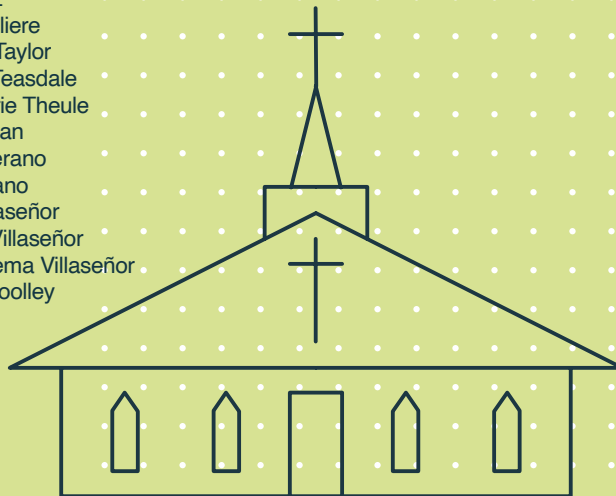 liere
Taylor
Teasdale
ie Theule
an
erano
ano
aseñor
Villaseñor
ema Villaseñor
oolley